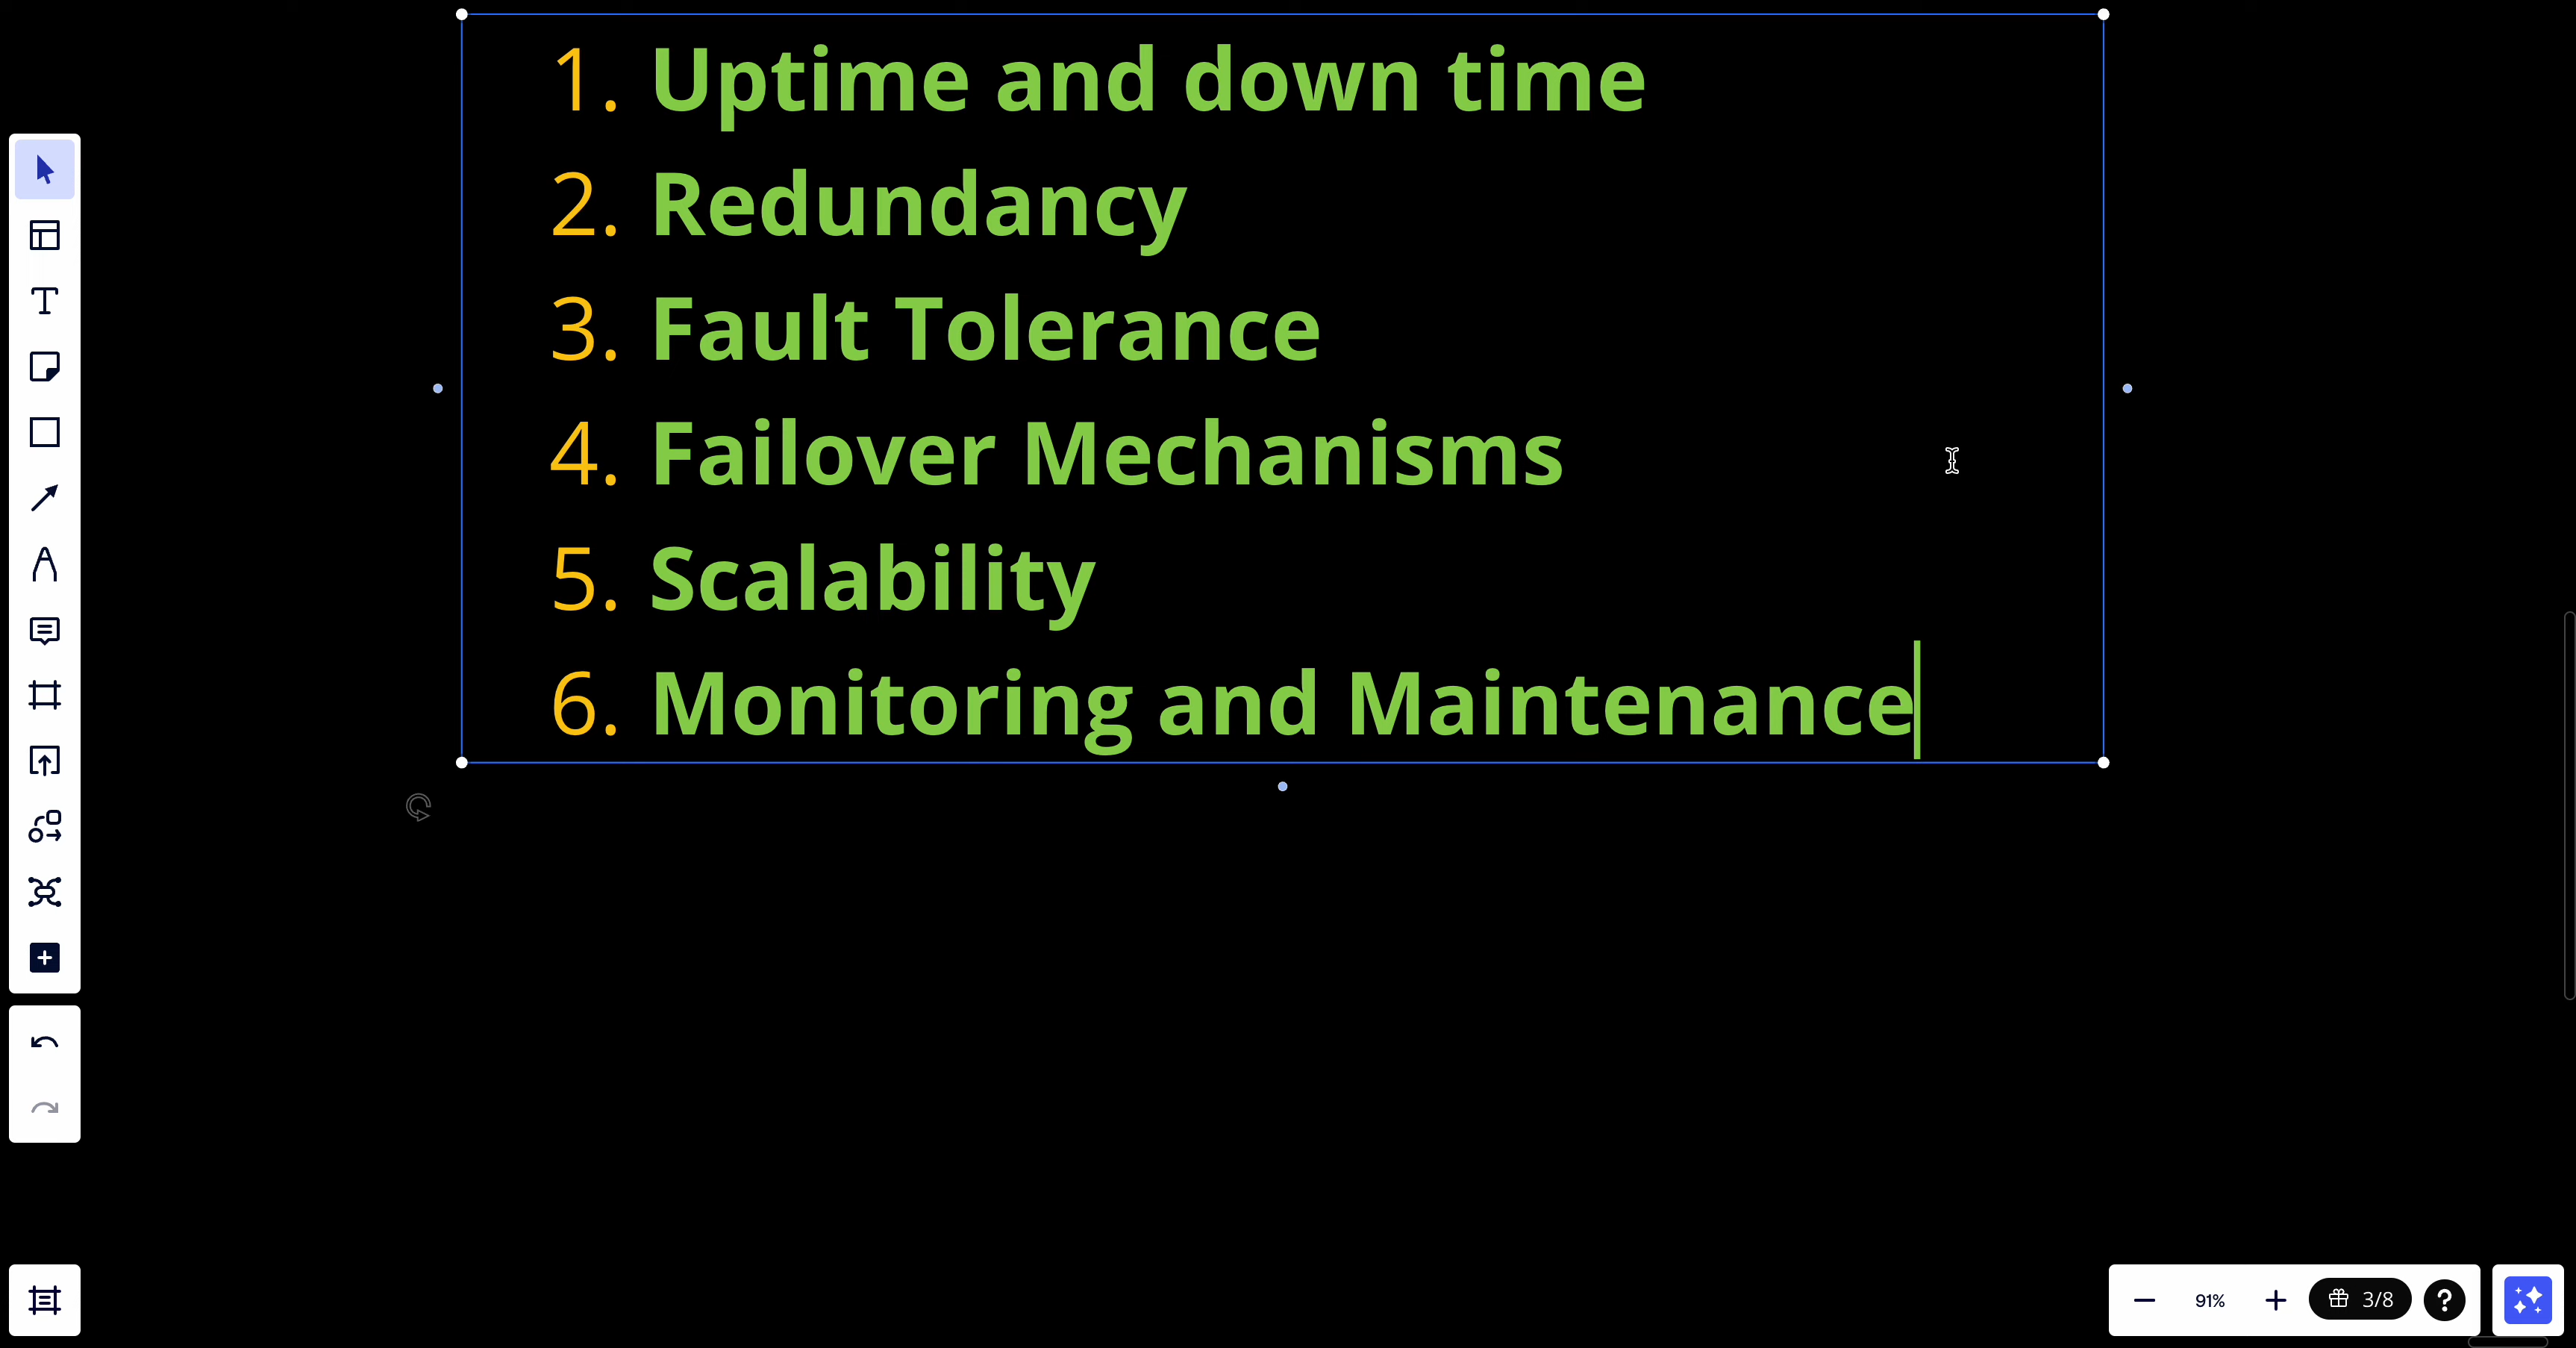 1. Uptime and down time
2. Redundancy
3. Fault Tolerance
4. Failover Mechanisms
5. Scalability
6. Monitoring and Maintenance
91%
3/8
?